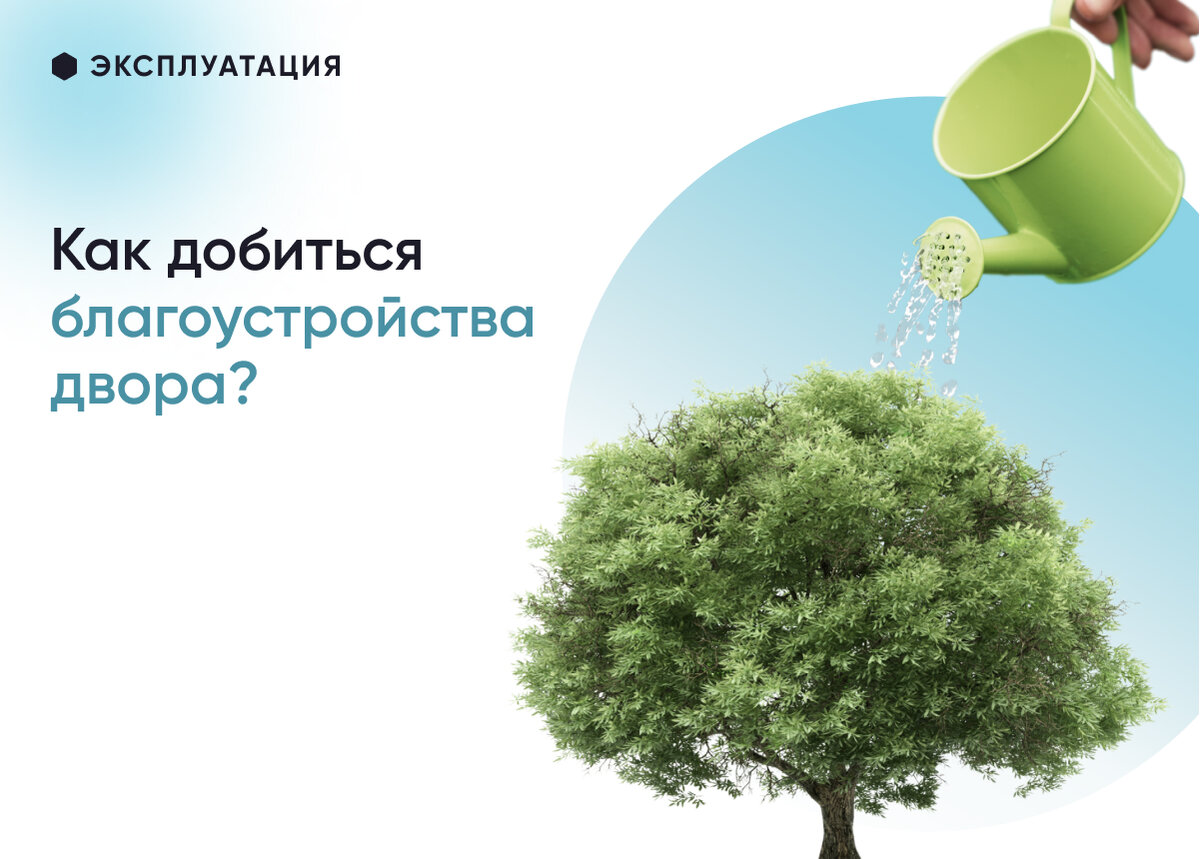 ЭКСПЛУАТАЦИЯ
Как добиться
благоустройства
двора?